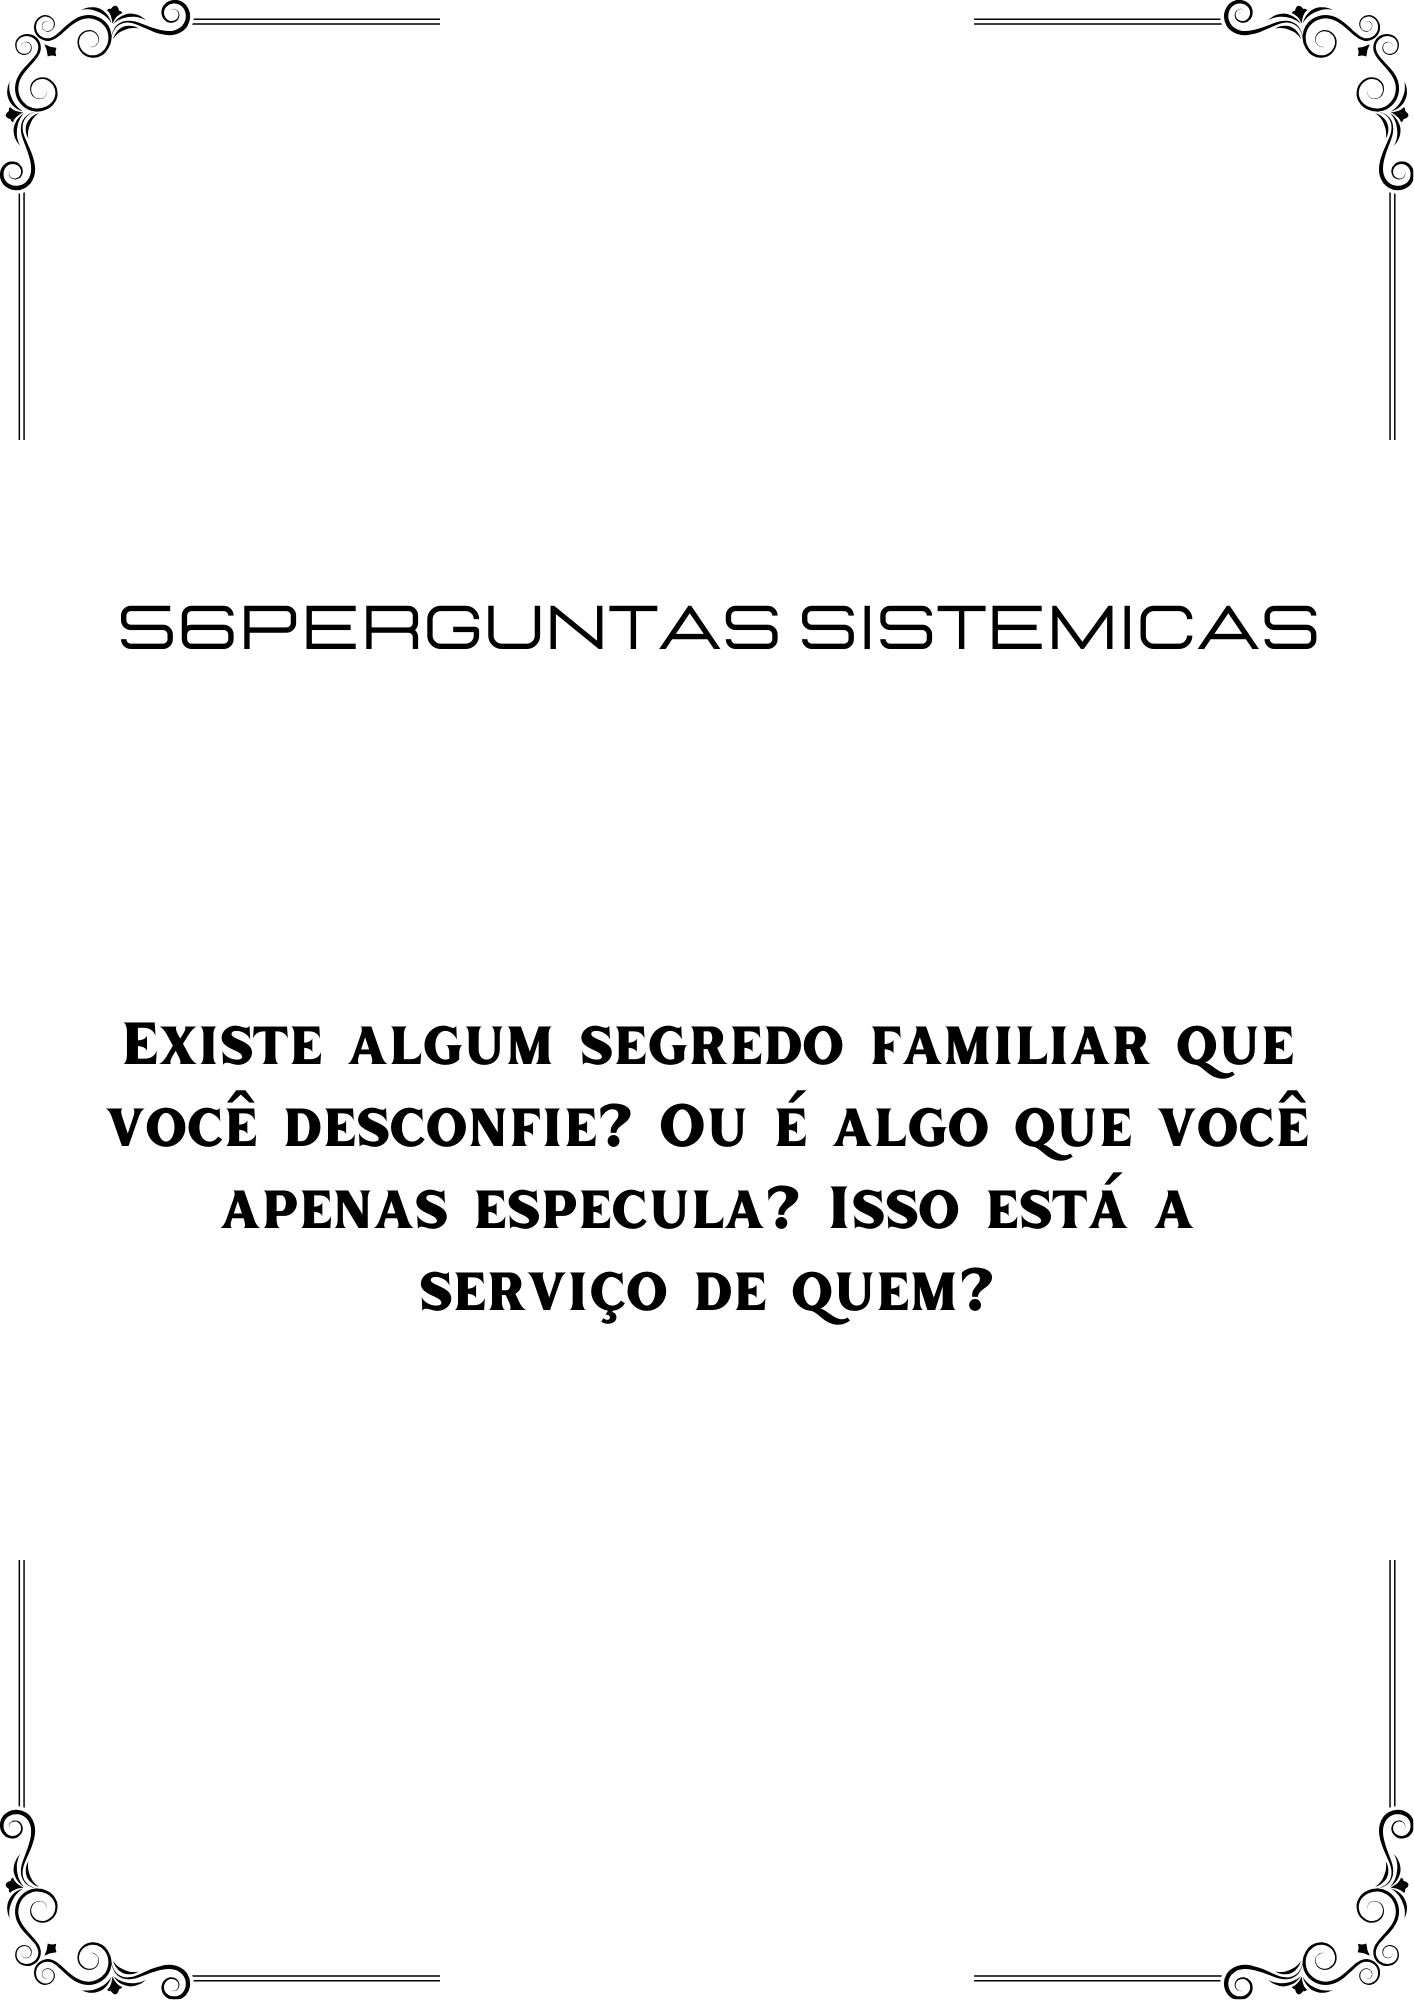 56PERGUNTAS SISTEMICAS
Existe algum segredo familiar que
você desconfie? Ou é algo que você
apenas especula? Isso está a
serviço de quem?